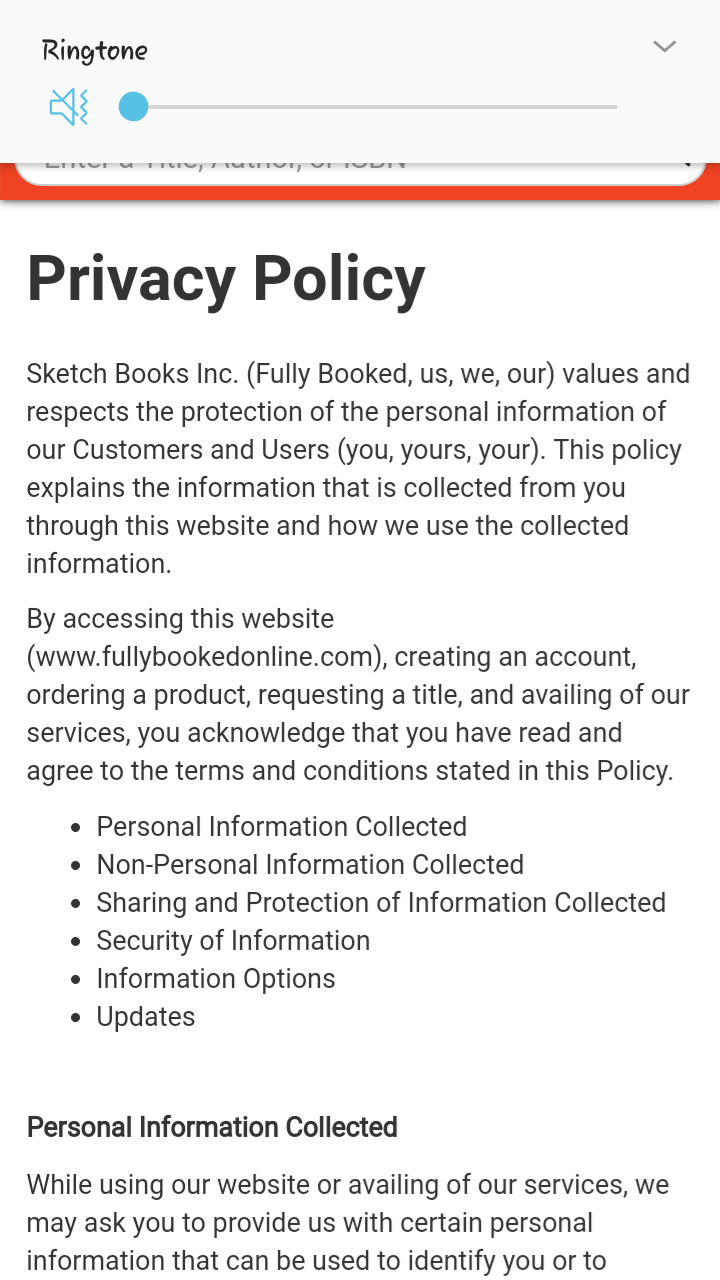 Ringtone
Enter a Title, Author, or ISBN
Privacy Policy
Sketch Books Inc. (Fully Booked, us, we, our) values and
respects the protection of the personal information of
our Customers and Users (you, yours, your). This policy
explains the information that is collected from you
through this website and how we use the collected
information.
By accessing this website
(www.fullybookedonline.com), creating an account,
ordering a product, requesting a title, and availing of our
services, you acknowledge that you have read and
agree to the terms and conditions stated in this Policy.
• Personal Information Collected
• Non-Personal Information Collected
• Sharing and Protection of Information Collected
• Security of Information
• Information Options
• Updates
Personal Information Collected
While using our website or availing of our services, we
may ask you to provide us with certain personal
information that can be used to identify you or to